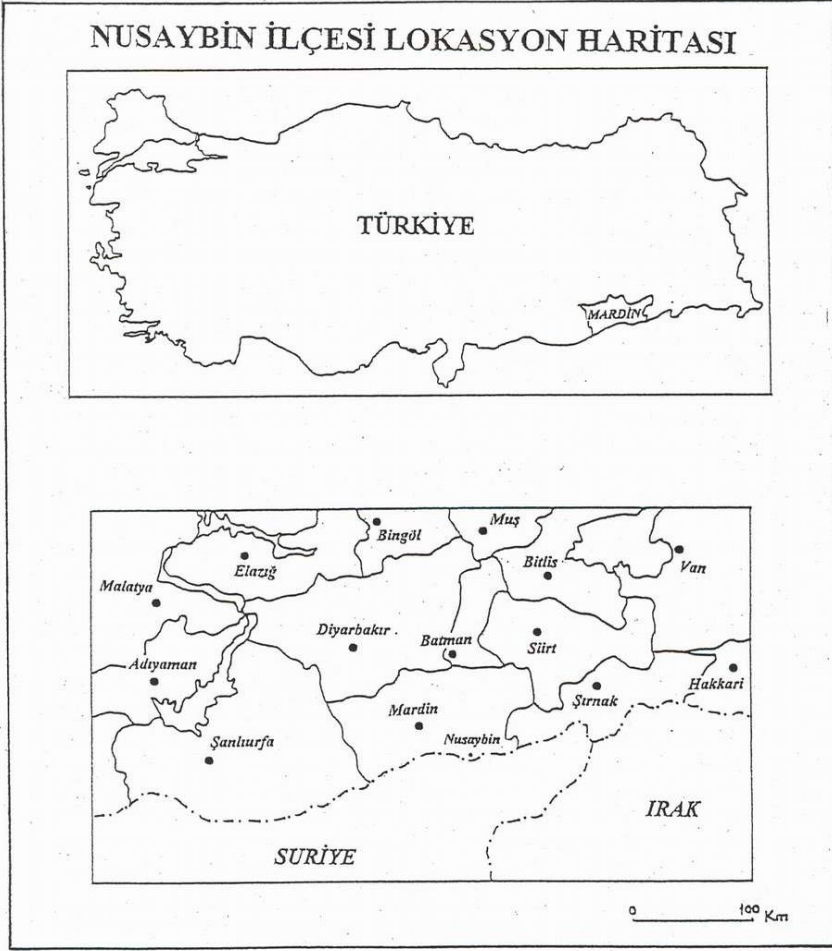 NUSAYBİN İLÇESİ LOKASYON HARİTASI
TÜRKİYE
MARDİN
Bingöl
Muş
Elazığ
Bitlis
Van
Malatya
Diyarbakır
Batman
Siirt
Adıyaman
Şırnak
Hakkari
Mardin
Nusaybin
Şanlıurfa
IRAK
SURİYE
0 100 Km